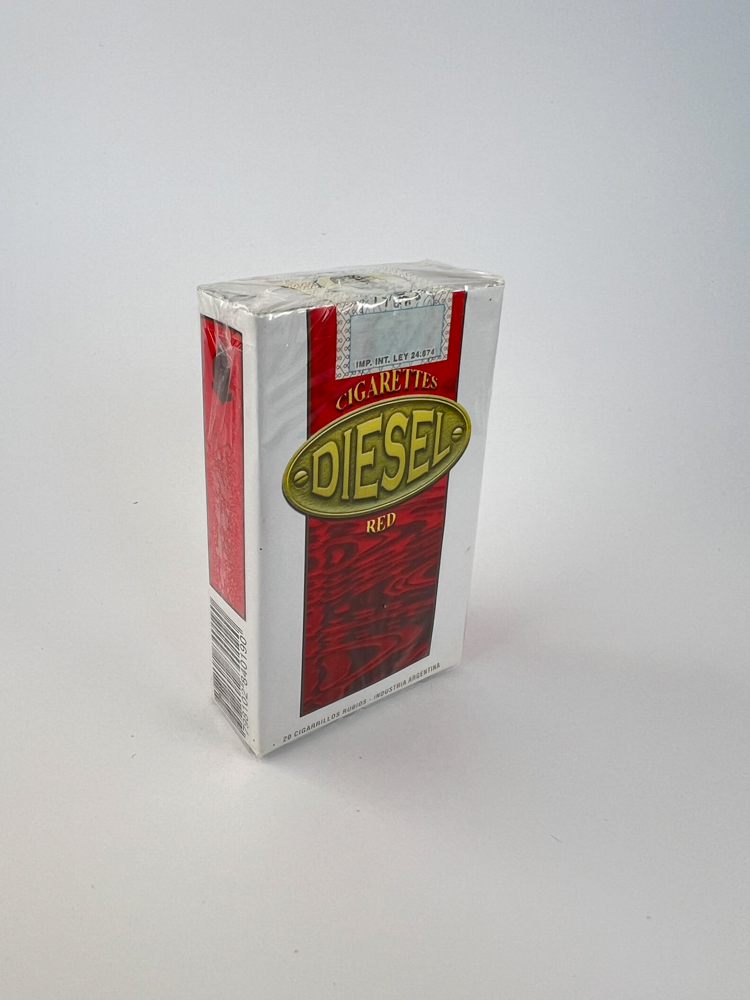 IMP. INT. LEY 24.674
CIGARETTES
DIESEL
RED
20 CIGARRILLOS RUBIOS - INDUSTRIA ARGENTINA